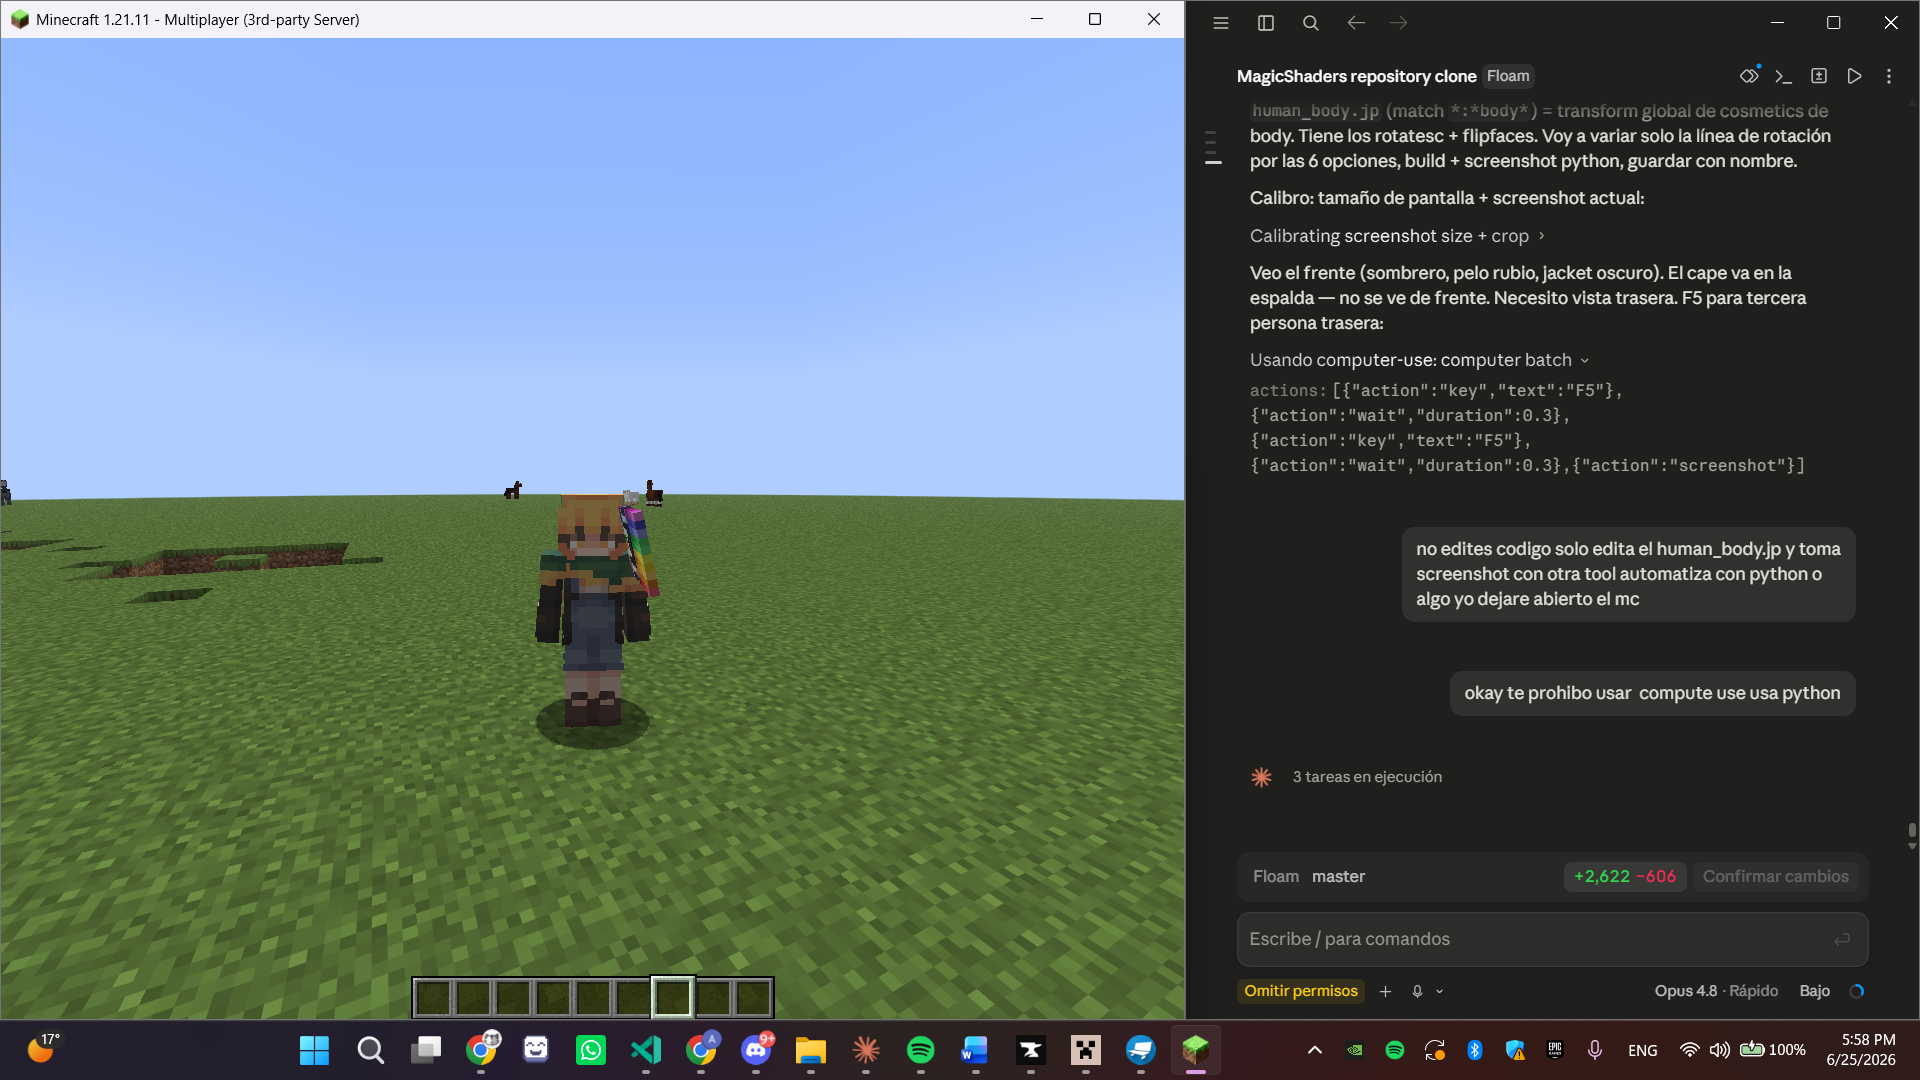 Minecraft 1.21.11 - Multiplayer (3rd-party Server)
MagicShaders repository clone Floam
human_body.jp (match *:*body*) = transform global de cosmetics de
body. Tiene los rotatesc + flipfaces. Voy a variar solo la línea de rotación
por las 6 opciones, build + screenshot python, guardar con nombre.
Calibro: tamaño de pantalla + screenshot actual:
Calibrating screenshot size + crop
Veo el frente (sombrero, pelo rubio, jacket oscuro). El cape va en la
espalda — no se ve de frente. Necesito vista trasera. F5 para tercera
persona trasera:
Usando computer-use: computer batch
actions: [{"action":"key","text":"F5"},
{"action":"wait","duration":0.3},
{"action":"key","text":"F5"},
{"action":"wait","duration":0.3},{"action":"screenshot"}]
no edites codigo solo edita el human_body.jp y toma
screenshot con otra tool automatiza con python o
algo yo dejare abierto el mc
okay te prohibo usar  compute use usa python
3 tareas en ejecución
Floam master +2,622 −606 Confirmar cambios
Escribe / para comandos
Omitir permisos Opus 4.8 · Rápido Bajo
17° A 9+ EPIC GAMES ENG 100% 5:58 PM
6/25/2026